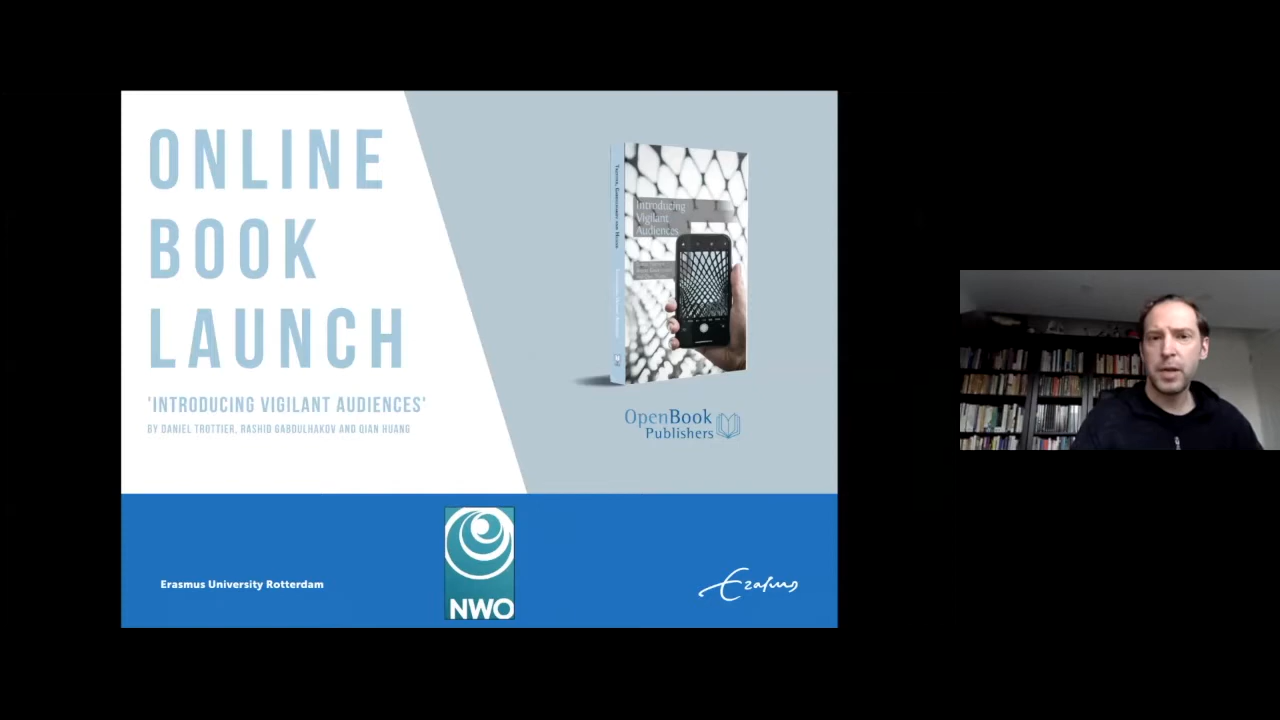 ONLINE
BOOK
LAUNCH
'INTRODUCING VIGILANT AUDIENCES'
BY DANIEL TROTTIER, RASHID GABDULHAKOV AND QIAN HUANG
Introducing
Vigilant
Audiences
OpenBook
Publishers
Erasmus University Rotterdam
NWO
Erasmus